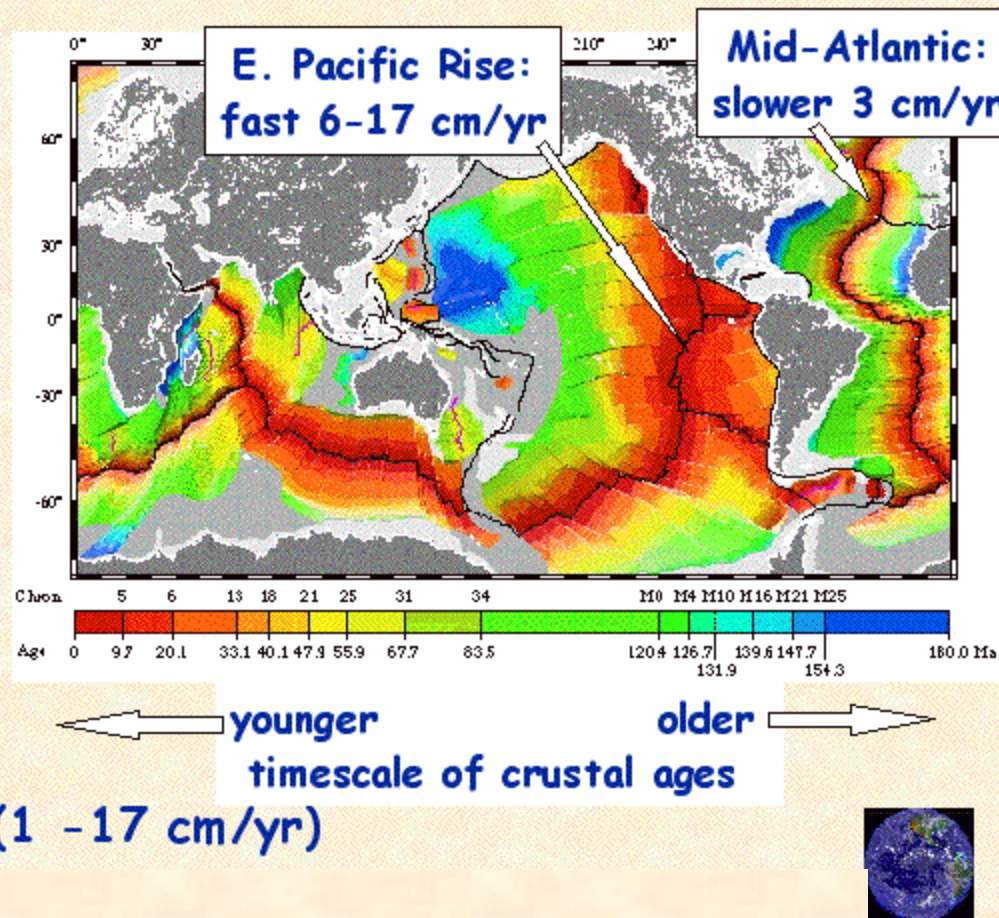 0° 30° 210° 240°
E. Pacific Rise:
fast 6-17 cm/yr
Mid-Atlantic:
slower 3 cm/yr
60°
30°
0°
-30°
-60°
Chron 5 6 13 18 21 25 31 34 M0 M4 M10 M16 M21 M25
Age 0 9.7 20.1 33.1 40.1 47.9 55.9 67.7 83.5 120.4 126.7 131.9 139.6 147.7 154.3 180.0 Ma
younger older
timescale of crustal ages
(1 -17 cm/yr)